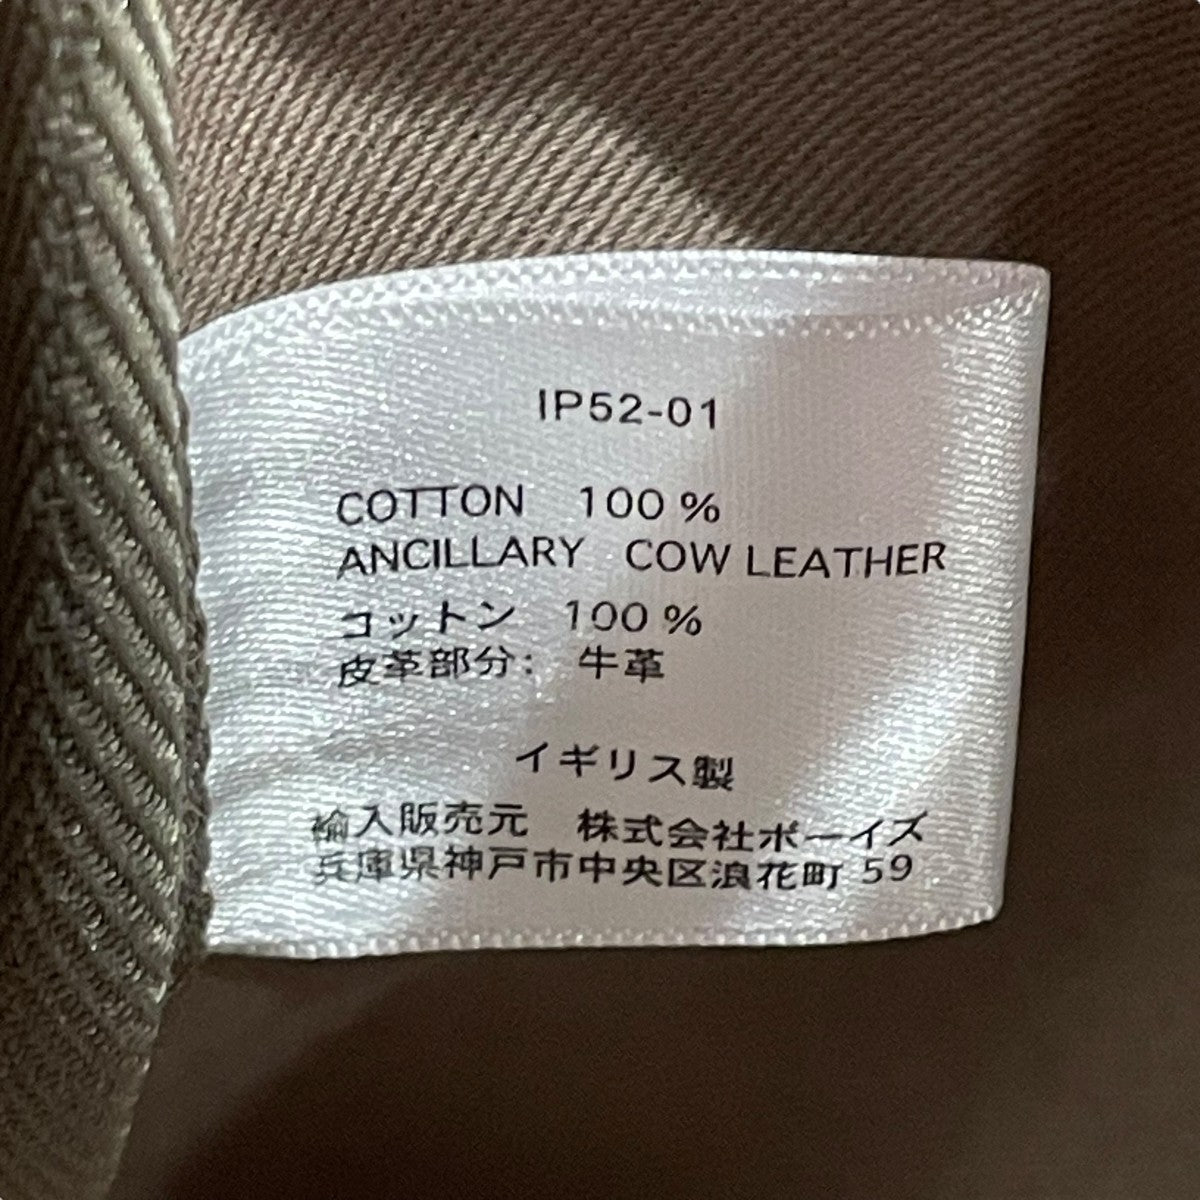 IP52-01
COTTON 100 %
ANCILLARY COW LEATHER
コットン 100 %
皮革部分: 牛革
イギリス製
輸入販売元 株式会社ボーイズ
兵庫県神戸市中央区浪花町 59